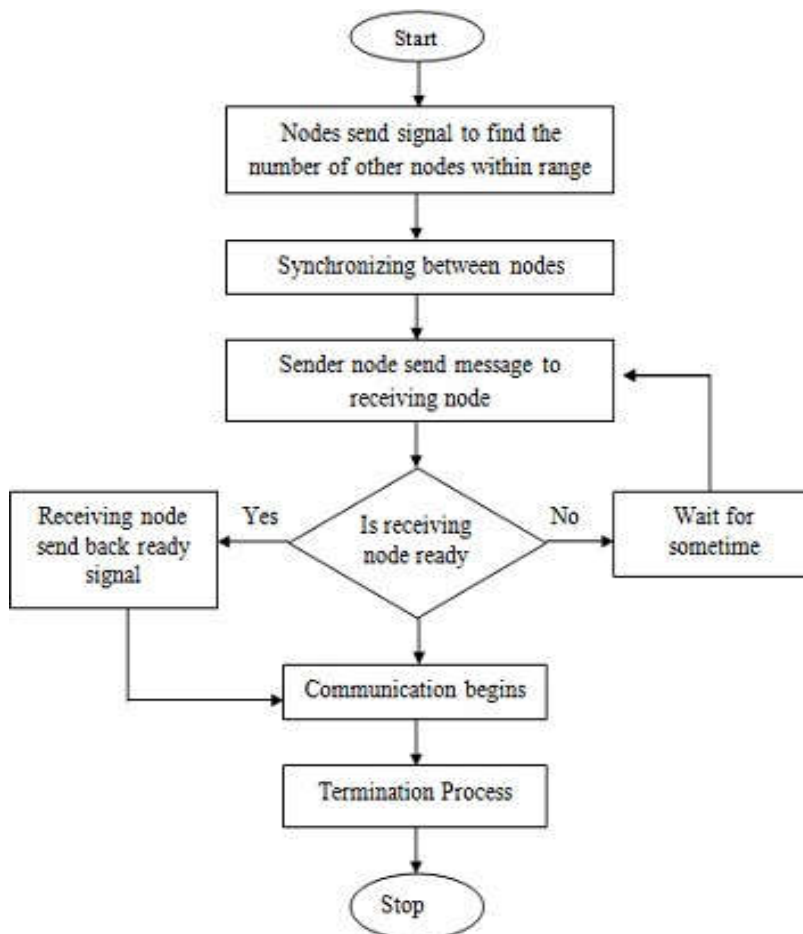 Start
Nodes send signal to find the
number of other nodes within range
Synchronizing between nodes
Sender node send message to
receiving node
Is receiving
node ready
Yes
No
Receiving node
send back ready
signal
Wait for
sometime
Communication begins
Termination Process
Stop